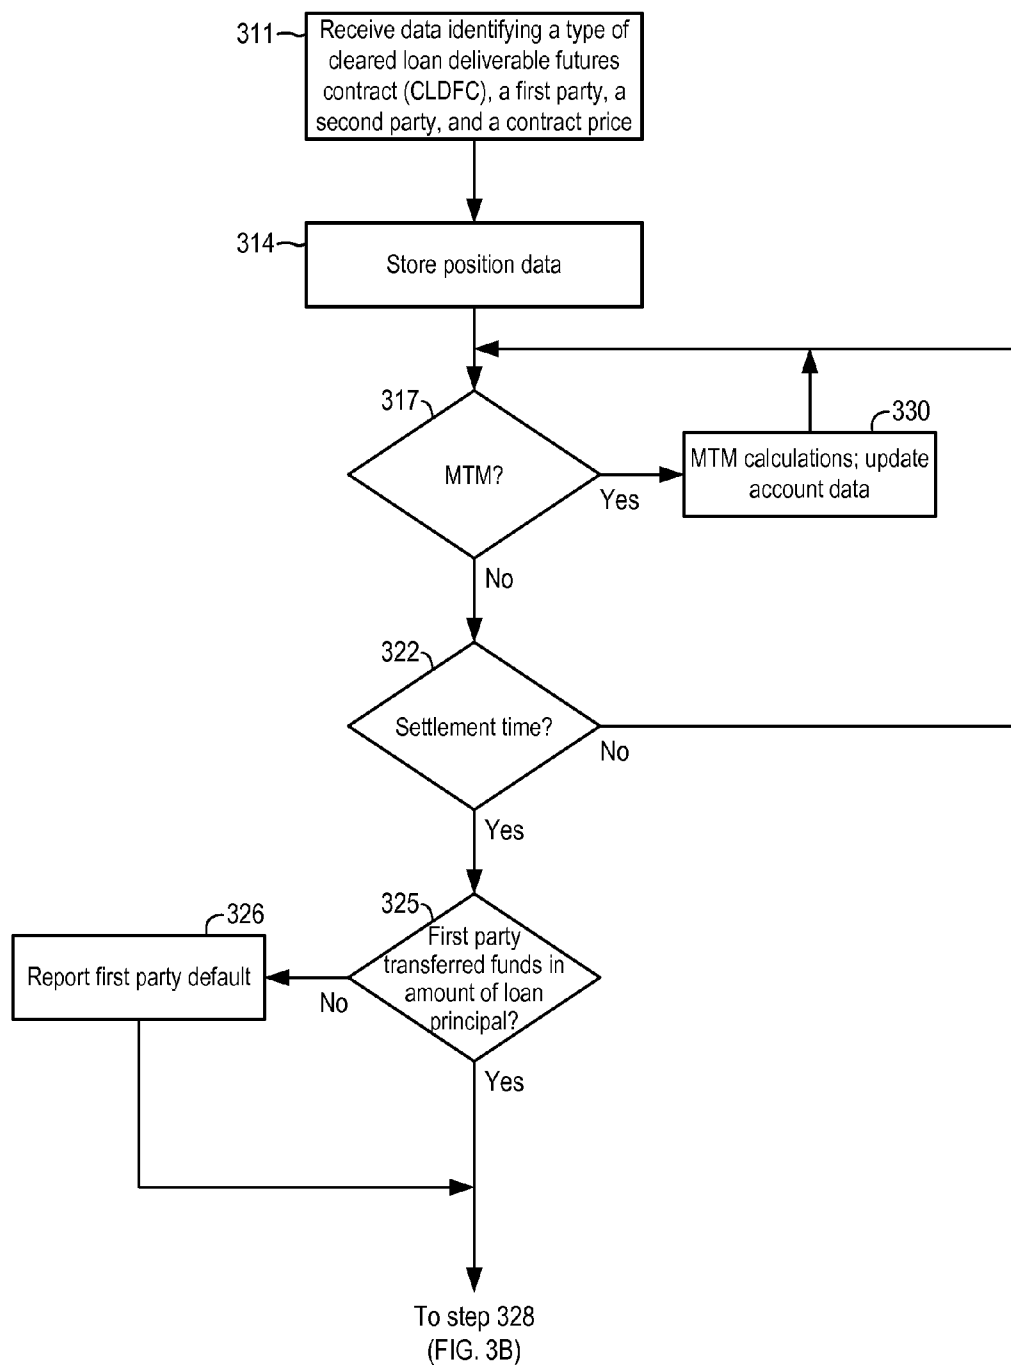 311
Receive data identifying a type of
cleared loan deliverable futures
contract (CLDFC), a first party, a
second party, and a contract price
314
Store position data
317
MTM?
Yes
No
330
MTM calculations; update
account data
322
Settlement time?
No
Yes
325
First party
transferred funds in
amount of loan
principal?
No
Yes
326
Report first party default
To step 328
(FIG. 3B)